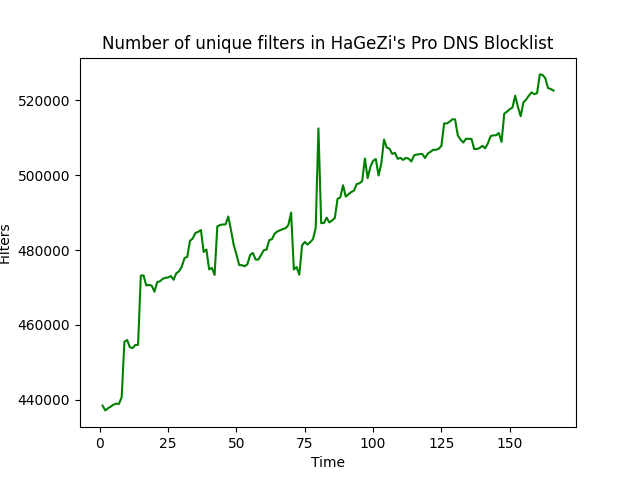 Number of unique filters in HaGeZi's Pro DNS Blocklist
520000
500000
480000
460000
440000
Filters
0 25 50 75 100 125 150
Time